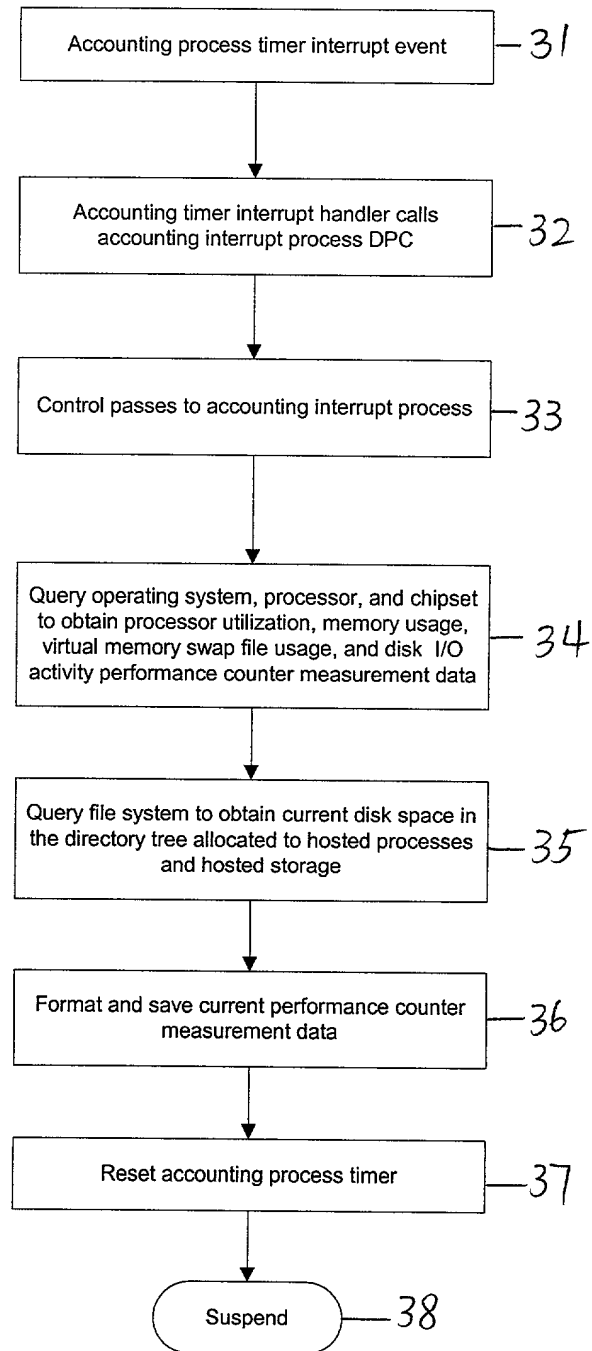 Accounting process timer interrupt event
31
Accounting timer interrupt handler calls
accounting interrupt process DPC
32
Control passes to accounting interrupt process
33
Query operating system, processor, and chipset
to obtain processor utilization, memory usage,
virtual memory swap file usage, and disk I/O
activity performance counter measurement data
34
Query file system to obtain current disk space in
the directory tree allocated to hosted processes
and hosted storage
35
Format and save current performance counter
measurement data
36
Reset accounting process timer
37
Suspend
38